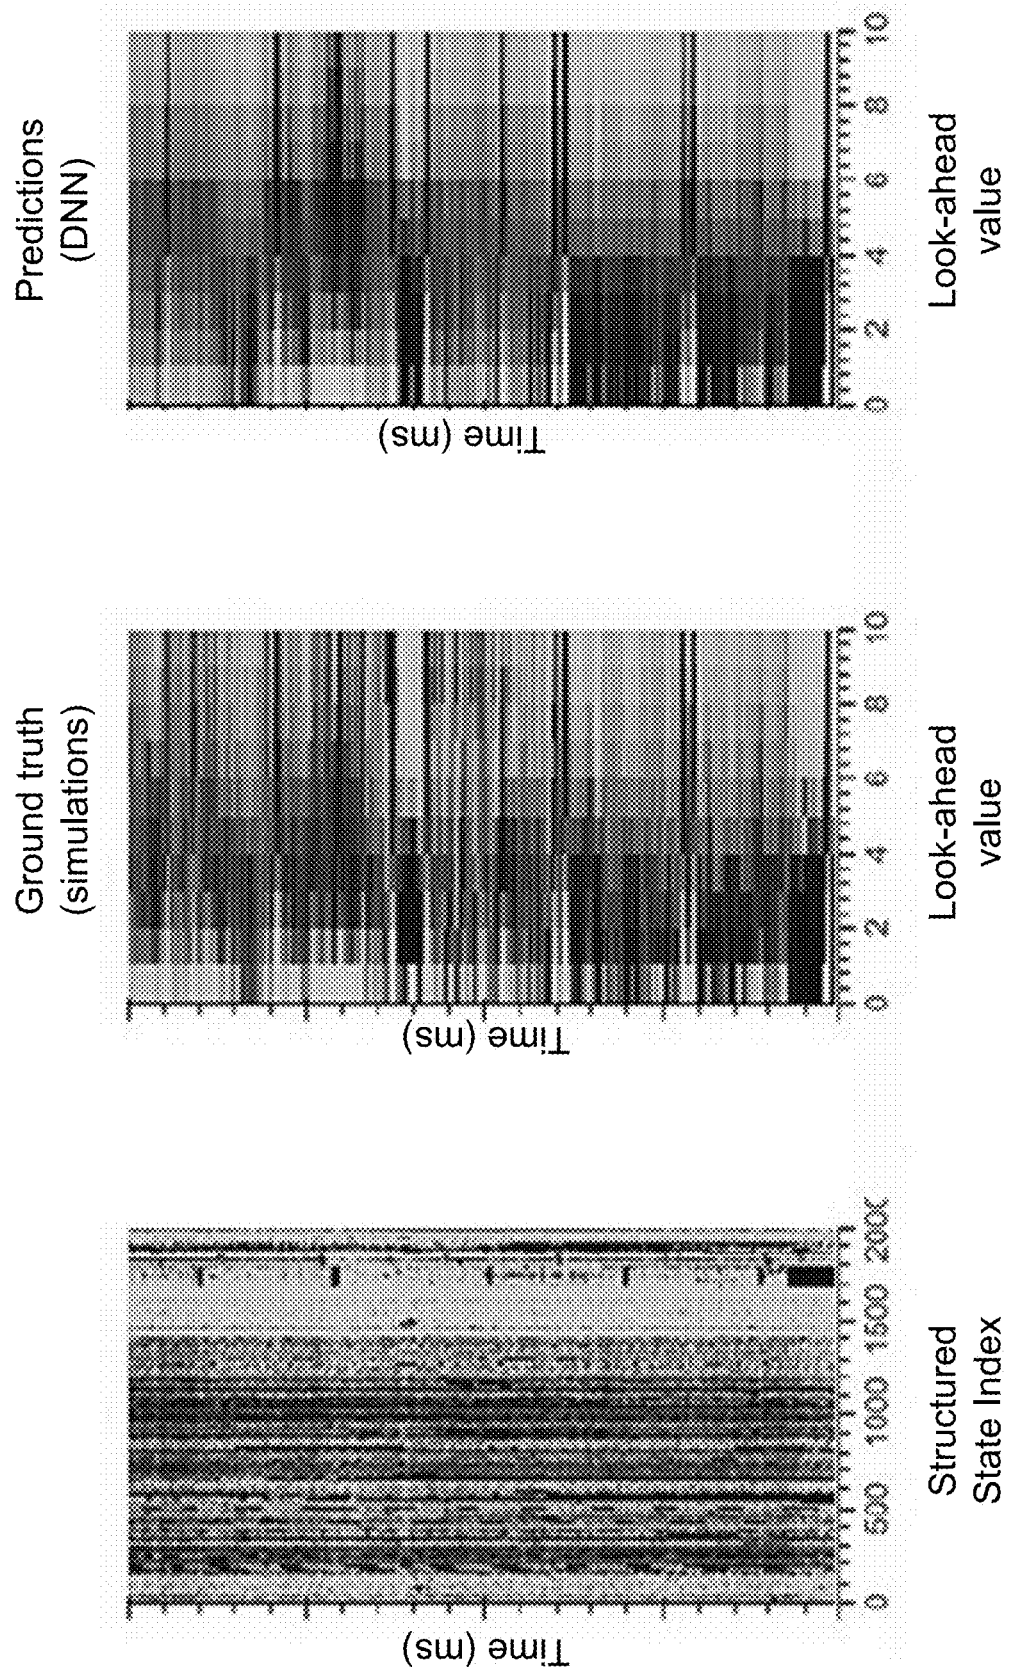 Ground truth
(simulations)
Predictions
(DNN)
Time (ms)
Time (ms)
Time (ms)
0 500 1000 1500
0 2 4 6 8 10
0 2 4 6 8 10
Structured
State Index
Look-ahead
value
Look-ahead
value